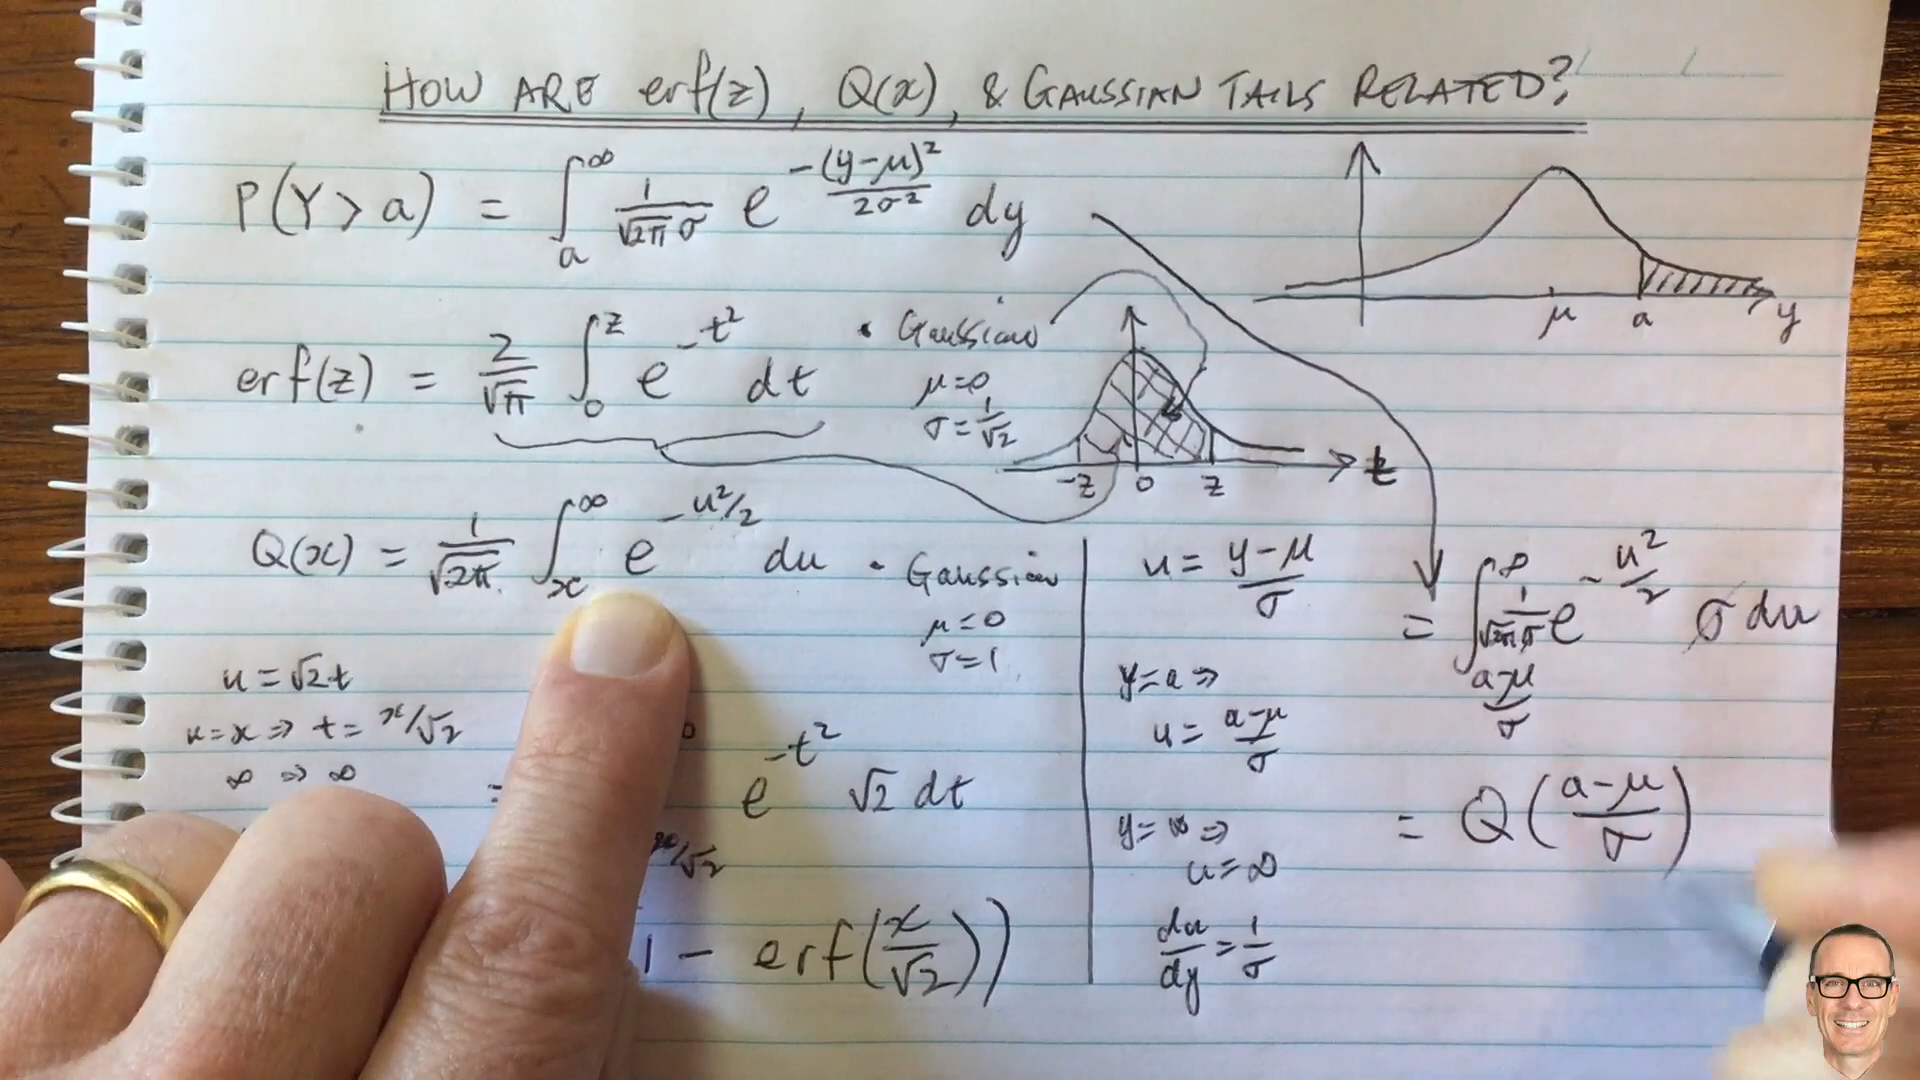 HOW ARE erf(z), Q(x), & GAUSSIAN TAILS RELATED?
P(Y > a) = ∫_a^∞ 1/(√2π σ) e^{-(y-μ)²/2σ²} dy
μ a y
erf(z) = 2/√π ∫_0^z e^{-t²} dt
• Gaussian
μ=0
σ=1/√2
-z 0 z t
Q(x) = 1/√2π ∫_x^∞ e^{-u²/2} du
• Gaussian
μ=0
σ=1
u = √2t
u=x ⇒ t = x/√2
∞ ⇒ ∞
= e^{-t²} √2 dt
x/√2
1 - erf(x/√2))
u = (y-μ)/σ
y=a ⇒
u = (a-μ)/σ
y=∞ ⇒
u=∞
du/dy = 1/σ
= ∫_{(a-μ)/σ}^∞ 1/(√2π σ) e^{-u²/2} σ du
= Q((a-μ)/σ)